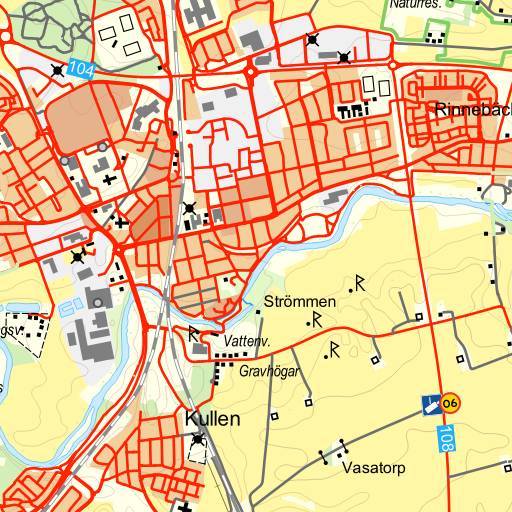 Naturres.
104
Rinnebäck
Strömmen
gsv.
Vattenv.
Gravhögar
06
Kullen
108
Vasatorp